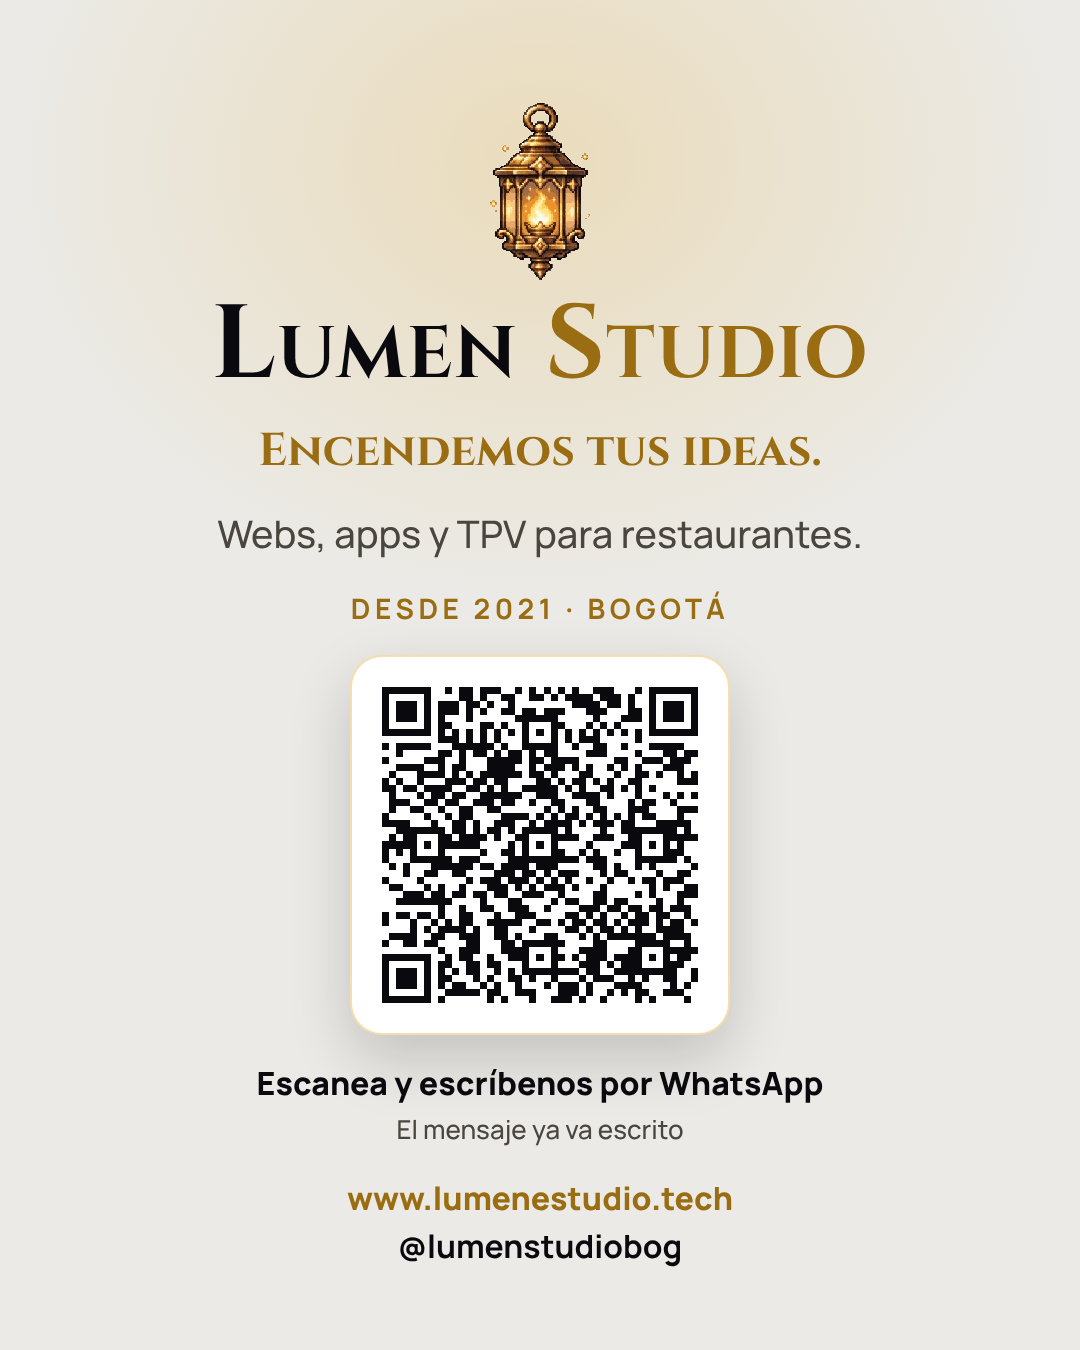 Lumen Studio
Encendemos tus ideas.
Webs, apps y TPV para restaurantes.
DESDE 2021 · BOGOTÁ
Escanea y escríbenos por WhatsApp
El mensaje ya va escrito
www.lumenestudio.tech
@lumenstudiobog